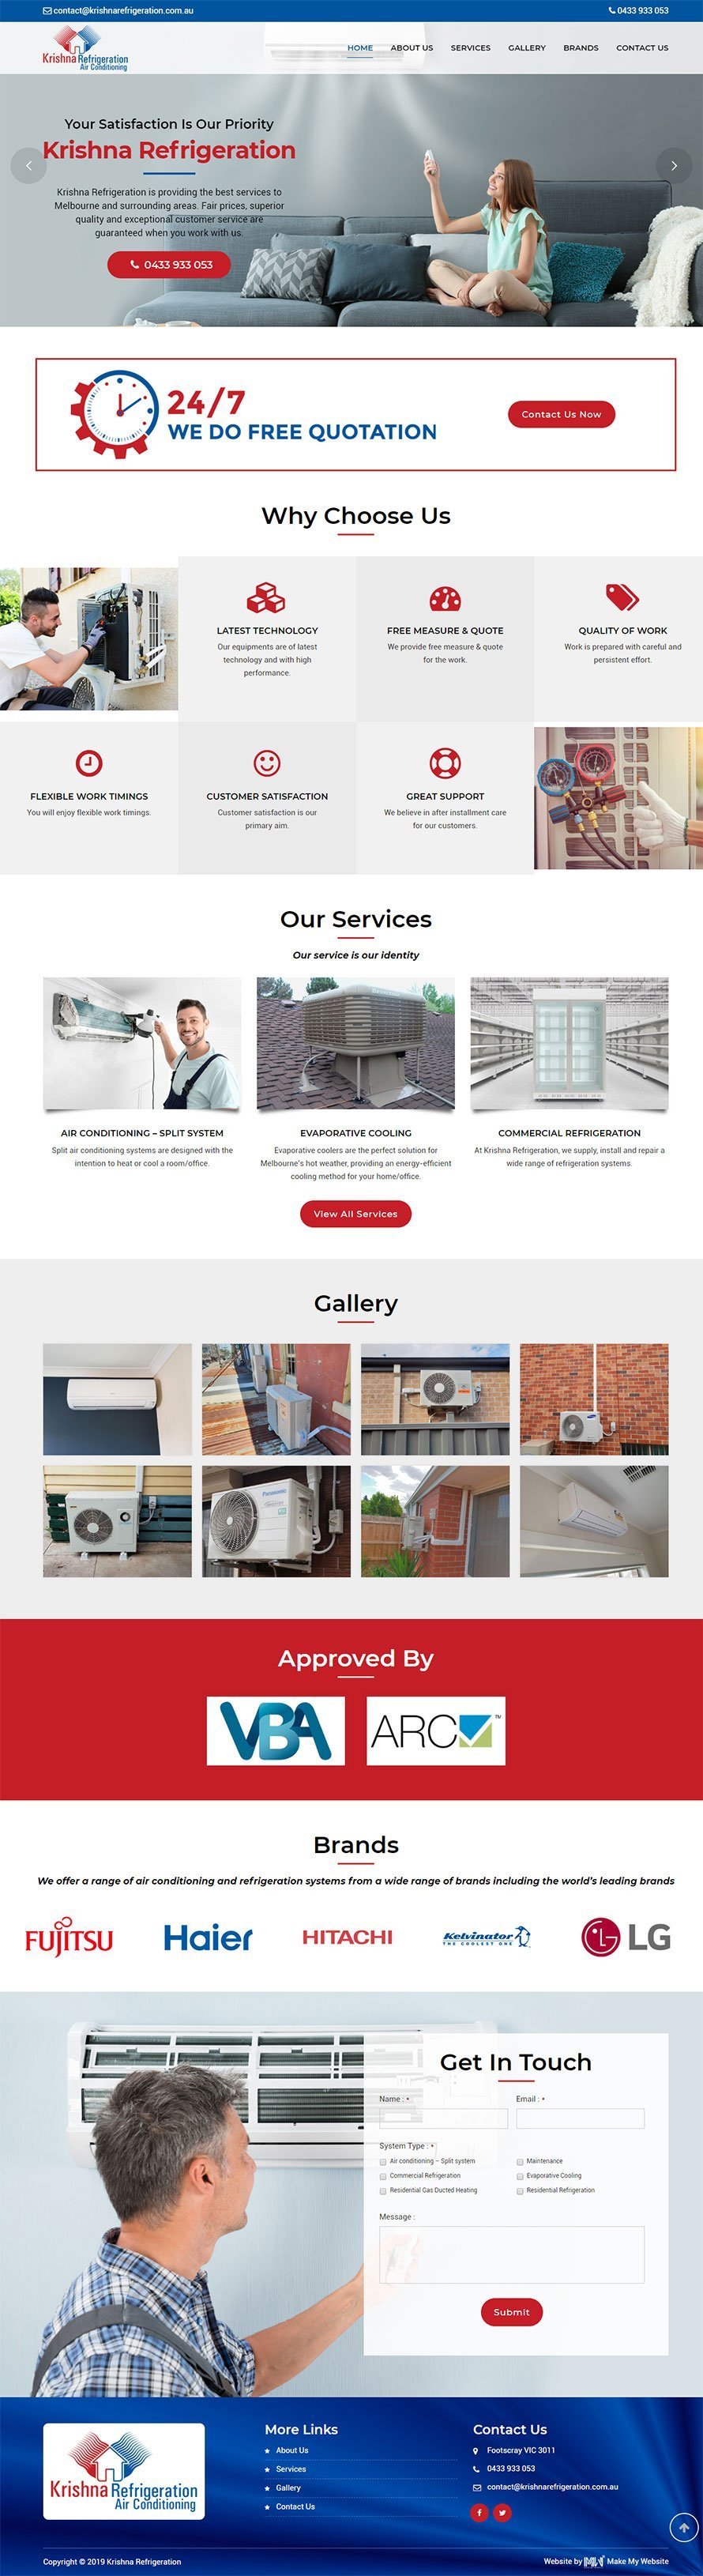 contact@krishnarefrigeration.com.au
0433 933 053
Krishna Refrigeration
Air Conditioning
HOME ABOUT US SERVICES GALLERY BRANDS CONTACT US
Your Satisfaction Is Our Priority
Krishna Refrigeration
Krishna Refrigeration is providing the best services to
Melbourne and surrounding areas. Fair prices, superior
quality and exceptional customer service are
guaranteed when you work with us.
0433 933 053
24/7
WE DO FREE QUOTATION
Contact Us Now
Why Choose Us
LATEST TECHNOLOGY
Our equipments are of latest
technology and with high
performance.
FREE MEASURE & QUOTE
We provide free measure & quote
for the work.
QUALITY OF WORK
Work is prepared with careful and
persistent effort.
FLEXIBLE WORK TIMINGS
You will enjoy flexible work timings.
CUSTOMER SATISFACTION
Customer satisfaction is our
primary aim.
GREAT SUPPORT
We believe in after installment care
for our customers.
Our Services
Our service is our identity
AIR CONDITIONING – SPLIT SYSTEM
Split air conditioning systems are designed with the
intention to heat or cool a room/office.
EVAPORATIVE COOLING
Evaporative coolers are the perfect solution for
Melbourne's hot weather, providing an energy-efficient
cooling method for your home/office.
COMMERCIAL REFRIGERATION
At Krishna Refrigeration, we supply, install and repair a
wide range of refrigeration systems.
View All Services
Gallery
Panasonic
Approved By
VBA
ARC TM
Brands
We offer a range of air conditioning and refrigeration systems from a wide range of brands including the world's leading brands
FUJITSU
Haier
HITACHI
Kelvinator
THE COOLEST ONE
LG
Get In Touch
Name : *
Email : *
System Type : *
Air conditioning – Split system
Maintenance
Commercial Refrigeration
Evaporative Cooling
Residential Gas Ducted Heating
Residential Refrigeration
Message :
Submit
Krishna Refrigeration
Air Conditioning
More Links
About Us
Services
Gallery
Contact Us
Contact Us
Footscray VIC 3011
0433 933 053
contact@krishnarefrigeration.com.au
Copyright © 2019 Krishna Refrigeration
Website by Make My Website